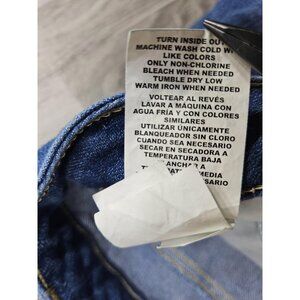 TURN INSIDE OUT
MACHINE WASH COLD
LIKE COLORS
ONLY NON-CHLORINE
BLEACH WHEN NEEDED
TUMBLE DRY LOW
WARM IRON WHEN NEEDED
VOLTEAR AL REVÉS
LAVAR A MÁQUINA CON
AGUA FRÍA Y CON COLORES
SIMILARES
UTILIZAR ÚNICAMENTE
BLANQUEADOR SIN CLORO
CUANDO SEA NECESARIO
SECAR EN SECADORA A
TEMPERATURA BAJA